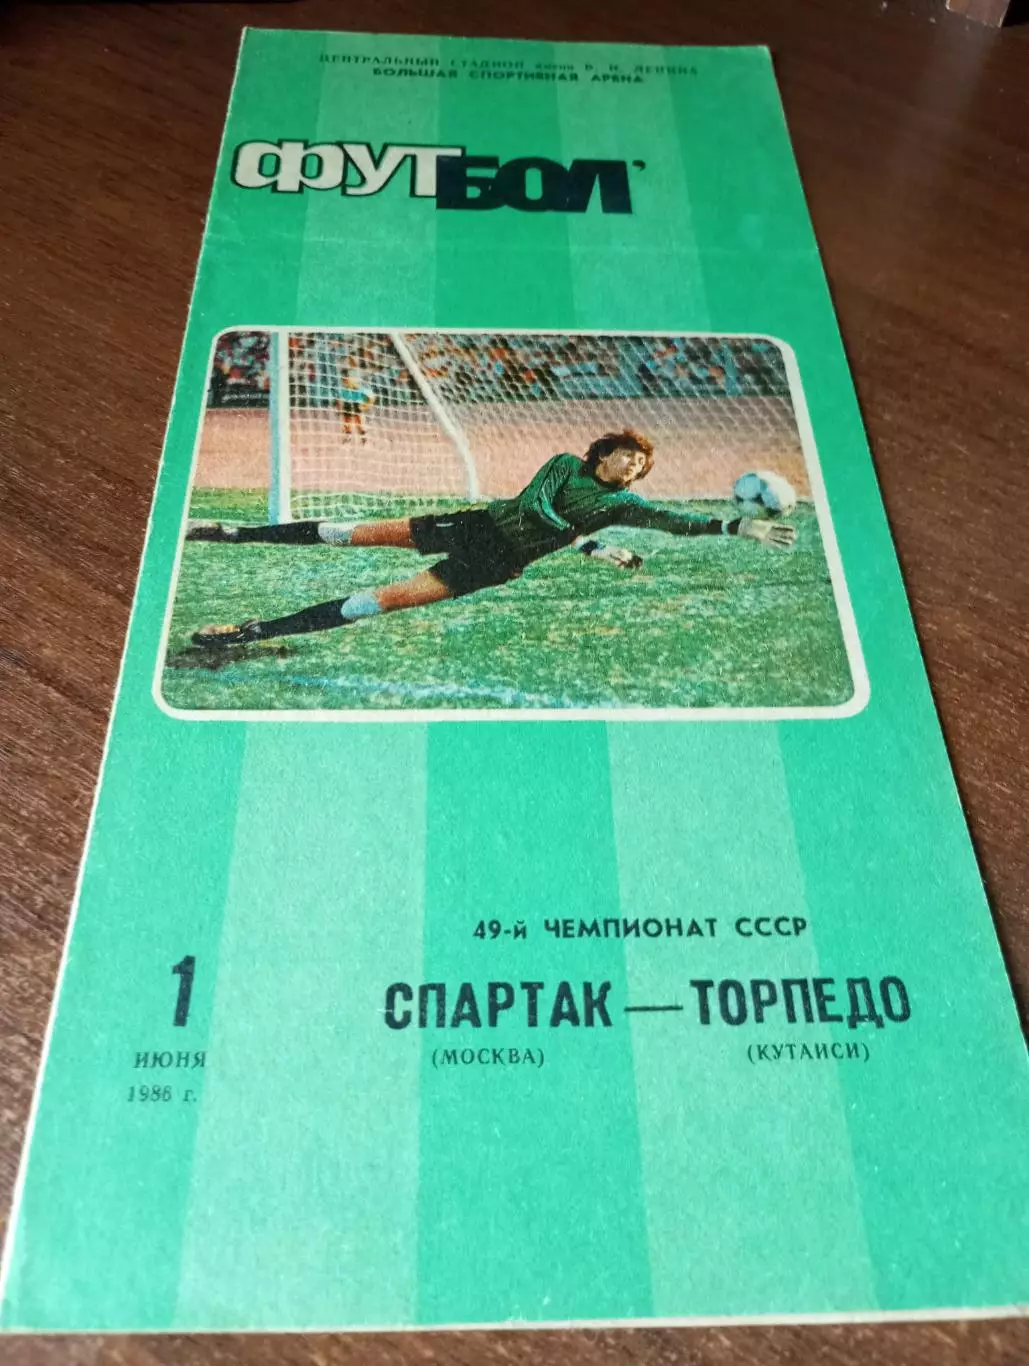 ЦЕНТРАЛЬНЫЙ СТАДИОН имени В. И. ЛЕНИНА
БОЛЬШАЯ СПОРТИВНАЯ АРЕНА
ФУТБОЛ'
49-й ЧЕМПИОНАТ СССР
1
ИЮНЯ
1986 г.
СПАРТАК — ТОРПЕДО
(МОСКВА) (КУТАИСИ)